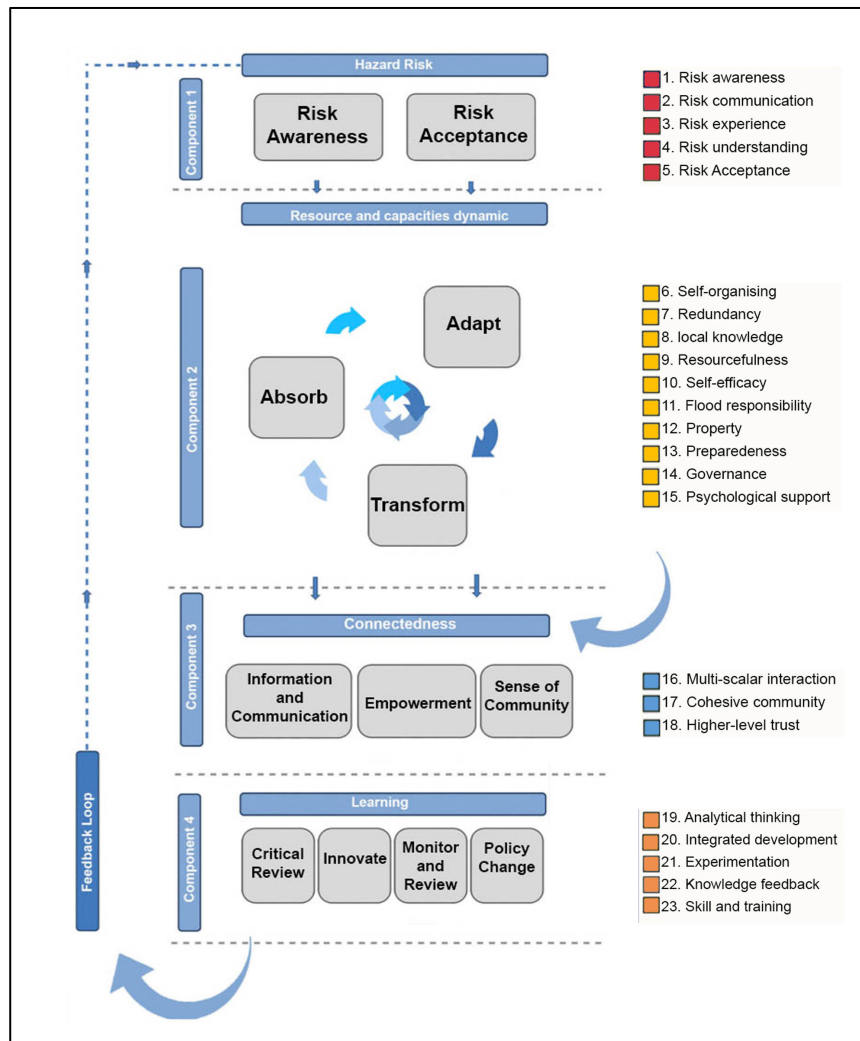 Hazard Risk
Component 1
Risk
Awareness
Risk
Acceptance
1. Risk awareness
2. Risk communication
3. Risk experience
4. Risk understanding
5. Risk Acceptance
Resource and capacities dynamic
Component 2
Adapt
Absorb
Transform
6. Self-organising
7. Redundancy
8. local knowledge
9. Resourcefulness
10. Self-efficacy
11. Flood responsibility
12. Property
13. Preparedeness
14. Governance
15. Psychological support
Component 3
Connectedness
Information
and
Communication
Empowerment
Sense of
Community
16. Multi-scalar interaction
17. Cohesive community
18. Higher-level trust
Feedback Loop
Component 4
Learning
Critical
Review
Innovate
Monitor
and
Review
Policy
Change
19. Analytical thinking
20. Integrated development
21. Experimentation
22. Knowledge feedback
23. Skill and training